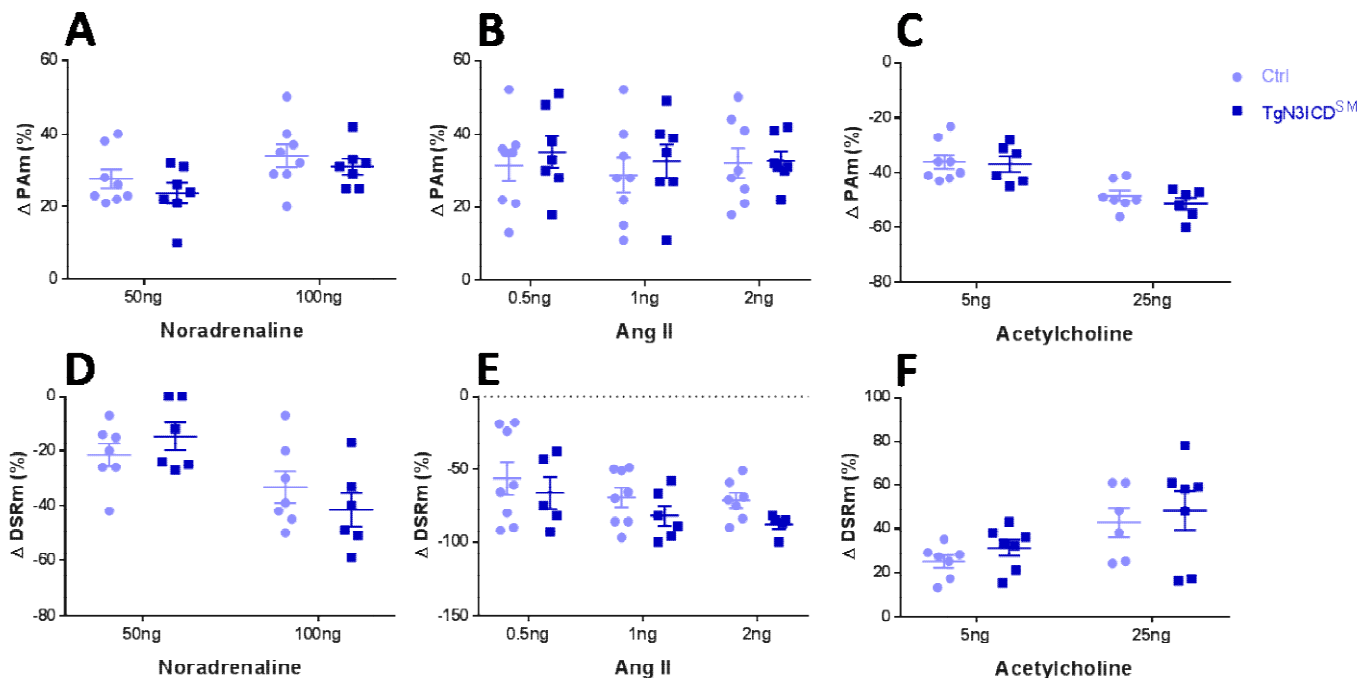 A
Δ PAm (%)
60
40
20
0
50ng
100ng
Noradrenaline
B
Δ PAm (%)
60
40
20
0
0.5ng
1ng
2ng
Ang II
C
Δ PAm (%)
0
-20
-40
-60
-80
5ng
25ng
Acetylcholine
Ctrl
TgN3ICD^SM
D
Δ DSRm (%)
0
-20
-40
-60
-80
50ng
100ng
Noradrenaline
E
Δ DSRm (%)
0
-50
-100
-150
0.5ng
1ng
2ng
Ang II
F
Δ DSRm (%)
100
80
60
40
20
0
5ng
25ng
Acetylcholine